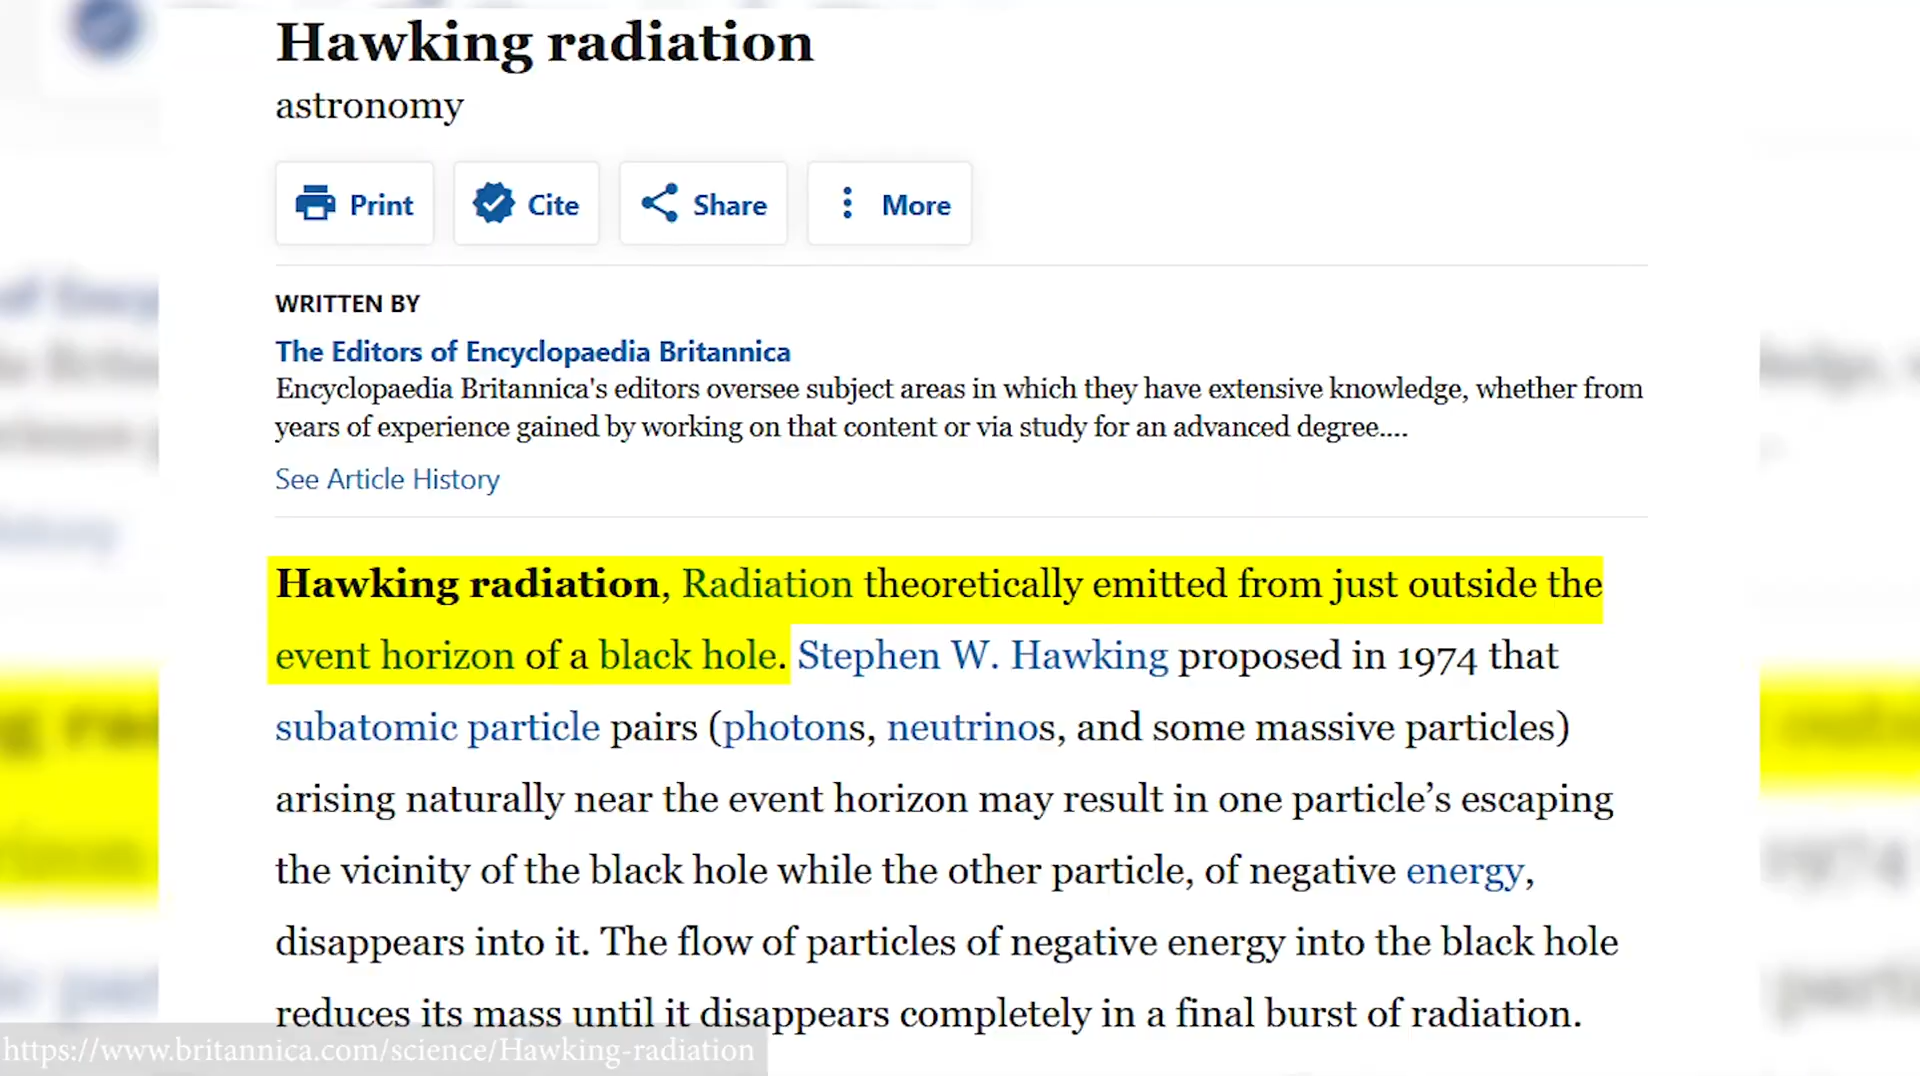 Hawking radiation
astronomy
Print Cite Share More
WRITTEN BY
The Editors of Encyclopaedia Britannica
Encyclopaedia Britannica's editors oversee subject areas in which they have extensive knowledge, whether from
years of experience gained by working on that content or via study for an advanced degree....
See Article History
Hawking radiation, Radiation theoretically emitted from just outside the
event horizon of a black hole. Stephen W. Hawking proposed in 1974 that
subatomic particle pairs (photons, neutrinos, and some massive particles)
arising naturally near the event horizon may result in one particle’s escaping
the vicinity of the black hole while the other particle, of negative energy,
disappears into it. The flow of particles of negative energy into the black hole
reduces its mass until it disappears completely in a final burst of radiation.
https://www.britannica.com/science/Hawking-radiation